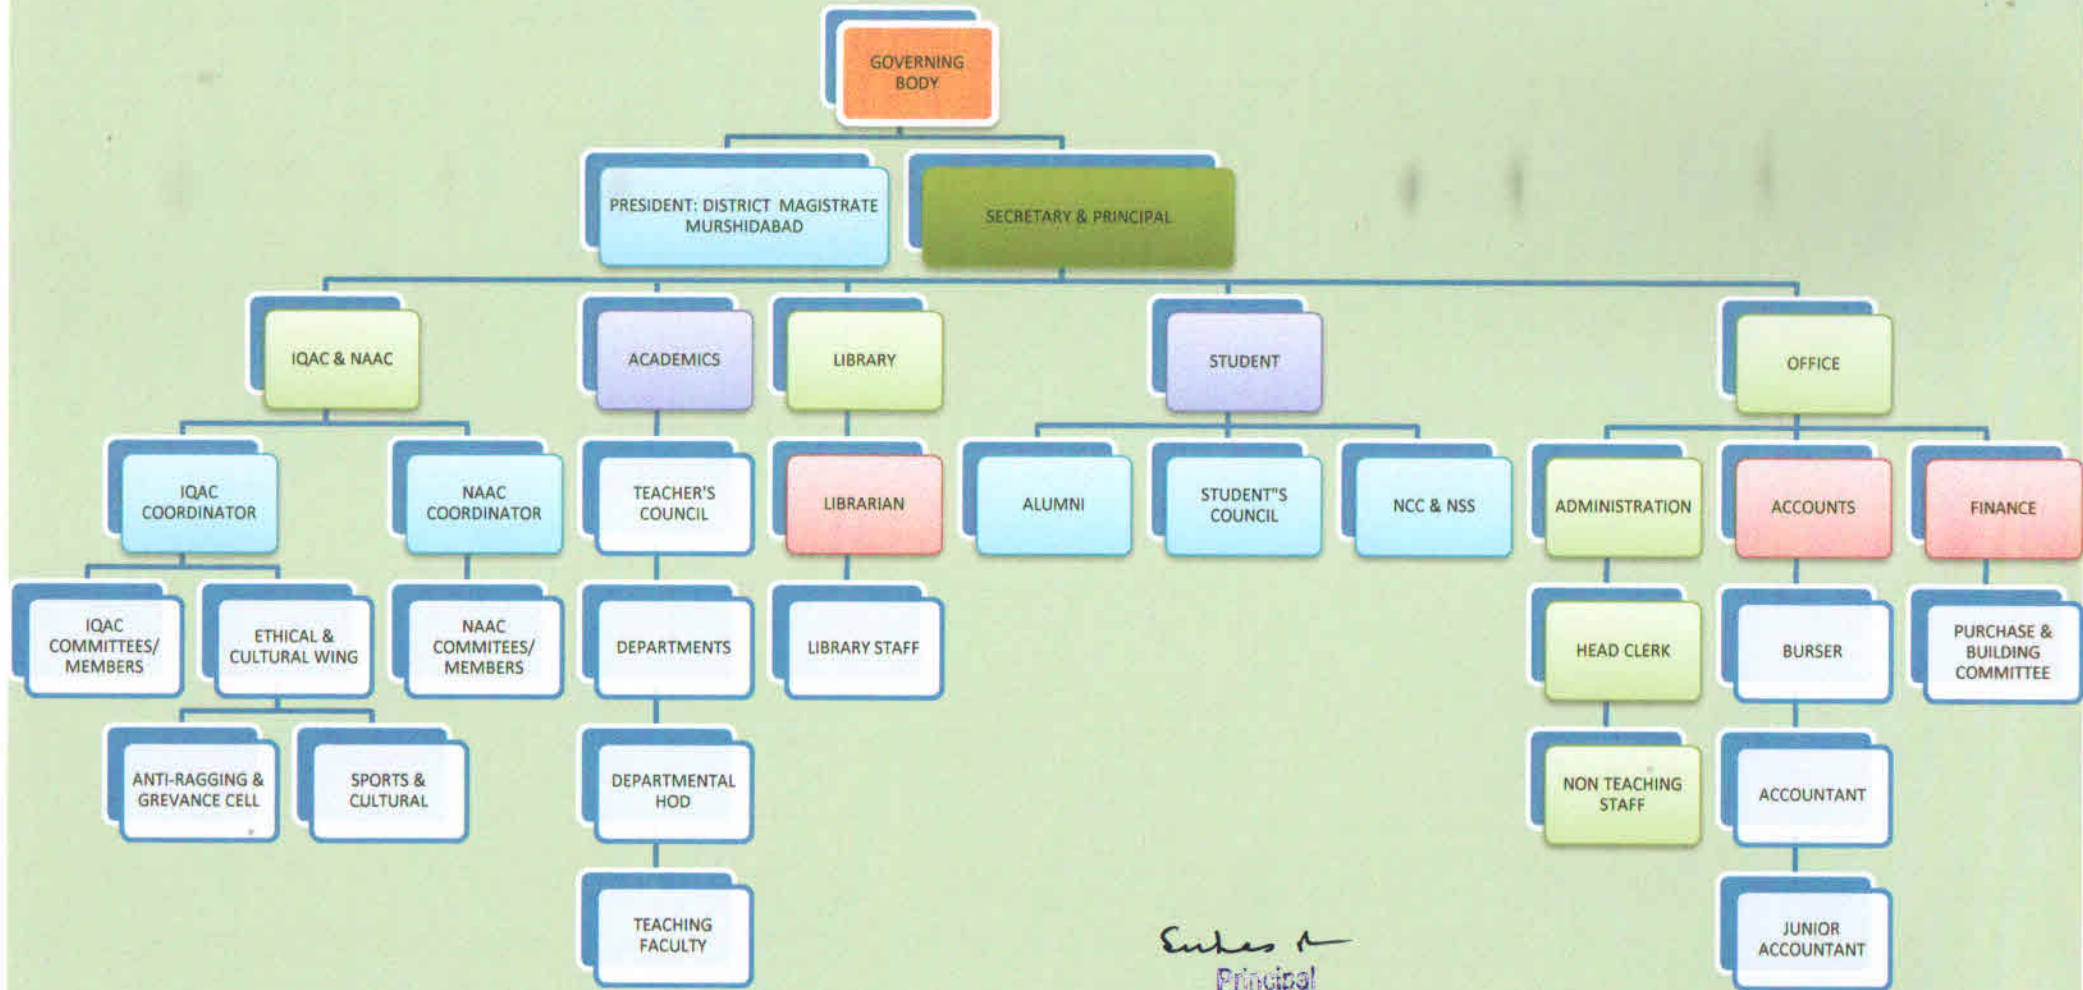 GOVERNING
BODY
PRESIDENT: DISTRICT MAGISTRATE
MURSHIDABAD
SECRETARY & PRINCIPAL
IQAC & NAAC
ACADEMICS
LIBRARY
STUDENT
OFFICE
IQAC
COORDINATOR
NAAC
COORDINATOR
TEACHER'S
COUNCIL
LIBRARIAN
ALUMNI
STUDENT"S
COUNCIL
NCC & NSS
ADMINISTRATION
ACCOUNTS
FINANCE
IQAC
COMMITTEES/
MEMBERS
ETHICAL &
CULTURAL WING
NAAC
COMMITEES/
MEMBERS
DEPARTMENTS
LIBRARY STAFF
HEAD CLERK
BURSER
PURCHASE &
BUILDING
COMMITTEE
ANTI-RAGGING &
GREVANCE CELL
SPORTS &
CULTURAL
DEPARTMENTAL
HOD
NON TEACHING
STAFF
ACCOUNTANT
TEACHING
FACULTY
JUNIOR
ACCOUNTANT
Principal